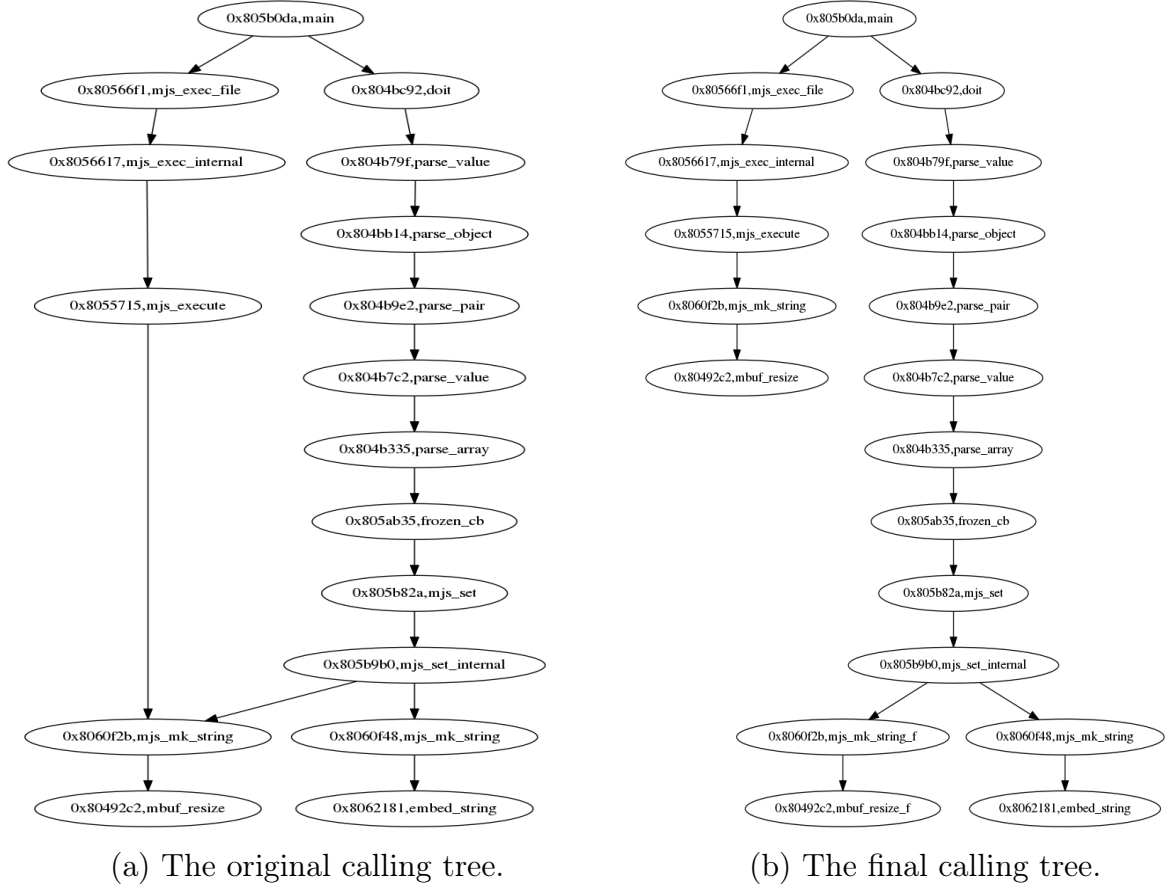 0x805b0da,main
0x80566f1,mjs_exec_file
0x804bc92,doit
0x8056617,mjs_exec_internal
0x804b79f,parse_value
0x804bb14,parse_object
0x8055715,mjs_execute
0x804b9e2,parse_pair
0x804b7c2,parse_value
0x804b335,parse_array
0x805ab35,frozen_cb
0x805b82a,mjs_set
0x805b9b0,mjs_set_internal
0x8060f2b,mjs_mk_string
0x8060f48,mjs_mk_string
0x80492c2,mbuf_resize
0x8062181,embed_string
(a) The original calling tree.
0x805b0da,main
0x80566f1,mjs_exec_file
0x804bc92,doit
0x8056617,mjs_exec_internal
0x804b79f,parse_value
0x8055715,mjs_execute
0x804bb14,parse_object
0x8060f2b,mjs_mk_string
0x804b9e2,parse_pair
0x80492c2,mbuf_resize
0x804b7c2,parse_value
0x804b335,parse_array
0x805ab35,frozen_cb
0x805b82a,mjs_set
0x805b9b0,mjs_set_internal
0x8060f2b,mjs_mk_string_f
0x8060f48,mjs_mk_string
0x80492c2,mbuf_resize_f
0x8062181,embed_string
(b) The final calling tree.